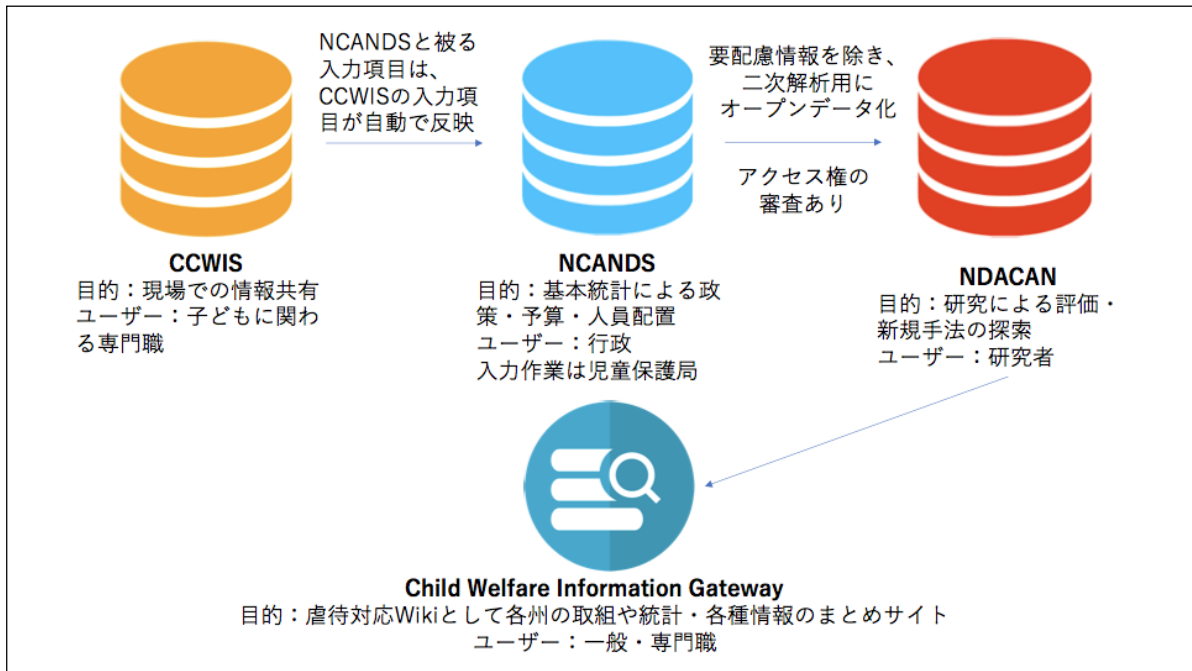 NCANDSと被る
入力項目は、
CCWISの入力項
目が自動で反映
要配慮情報を除き、
二次解析用に
オープンデータ化
アクセス権の
審査あり
CCWIS
目的：現場での情報共有
ユーザー：子どもに関わ
る専門職
NCANDS
目的：基本統計による政
策・予算・人員配置
ユーザー：行政
入力作業は児童保護局
NDACAN
目的：研究による評価・
新規手法の探索
ユーザー：研究者
Child Welfare Information Gateway
目的：虐待対応Wikiとして各州の取組や統計・各種情報のまとめサイト
ユーザー：一般・専門職